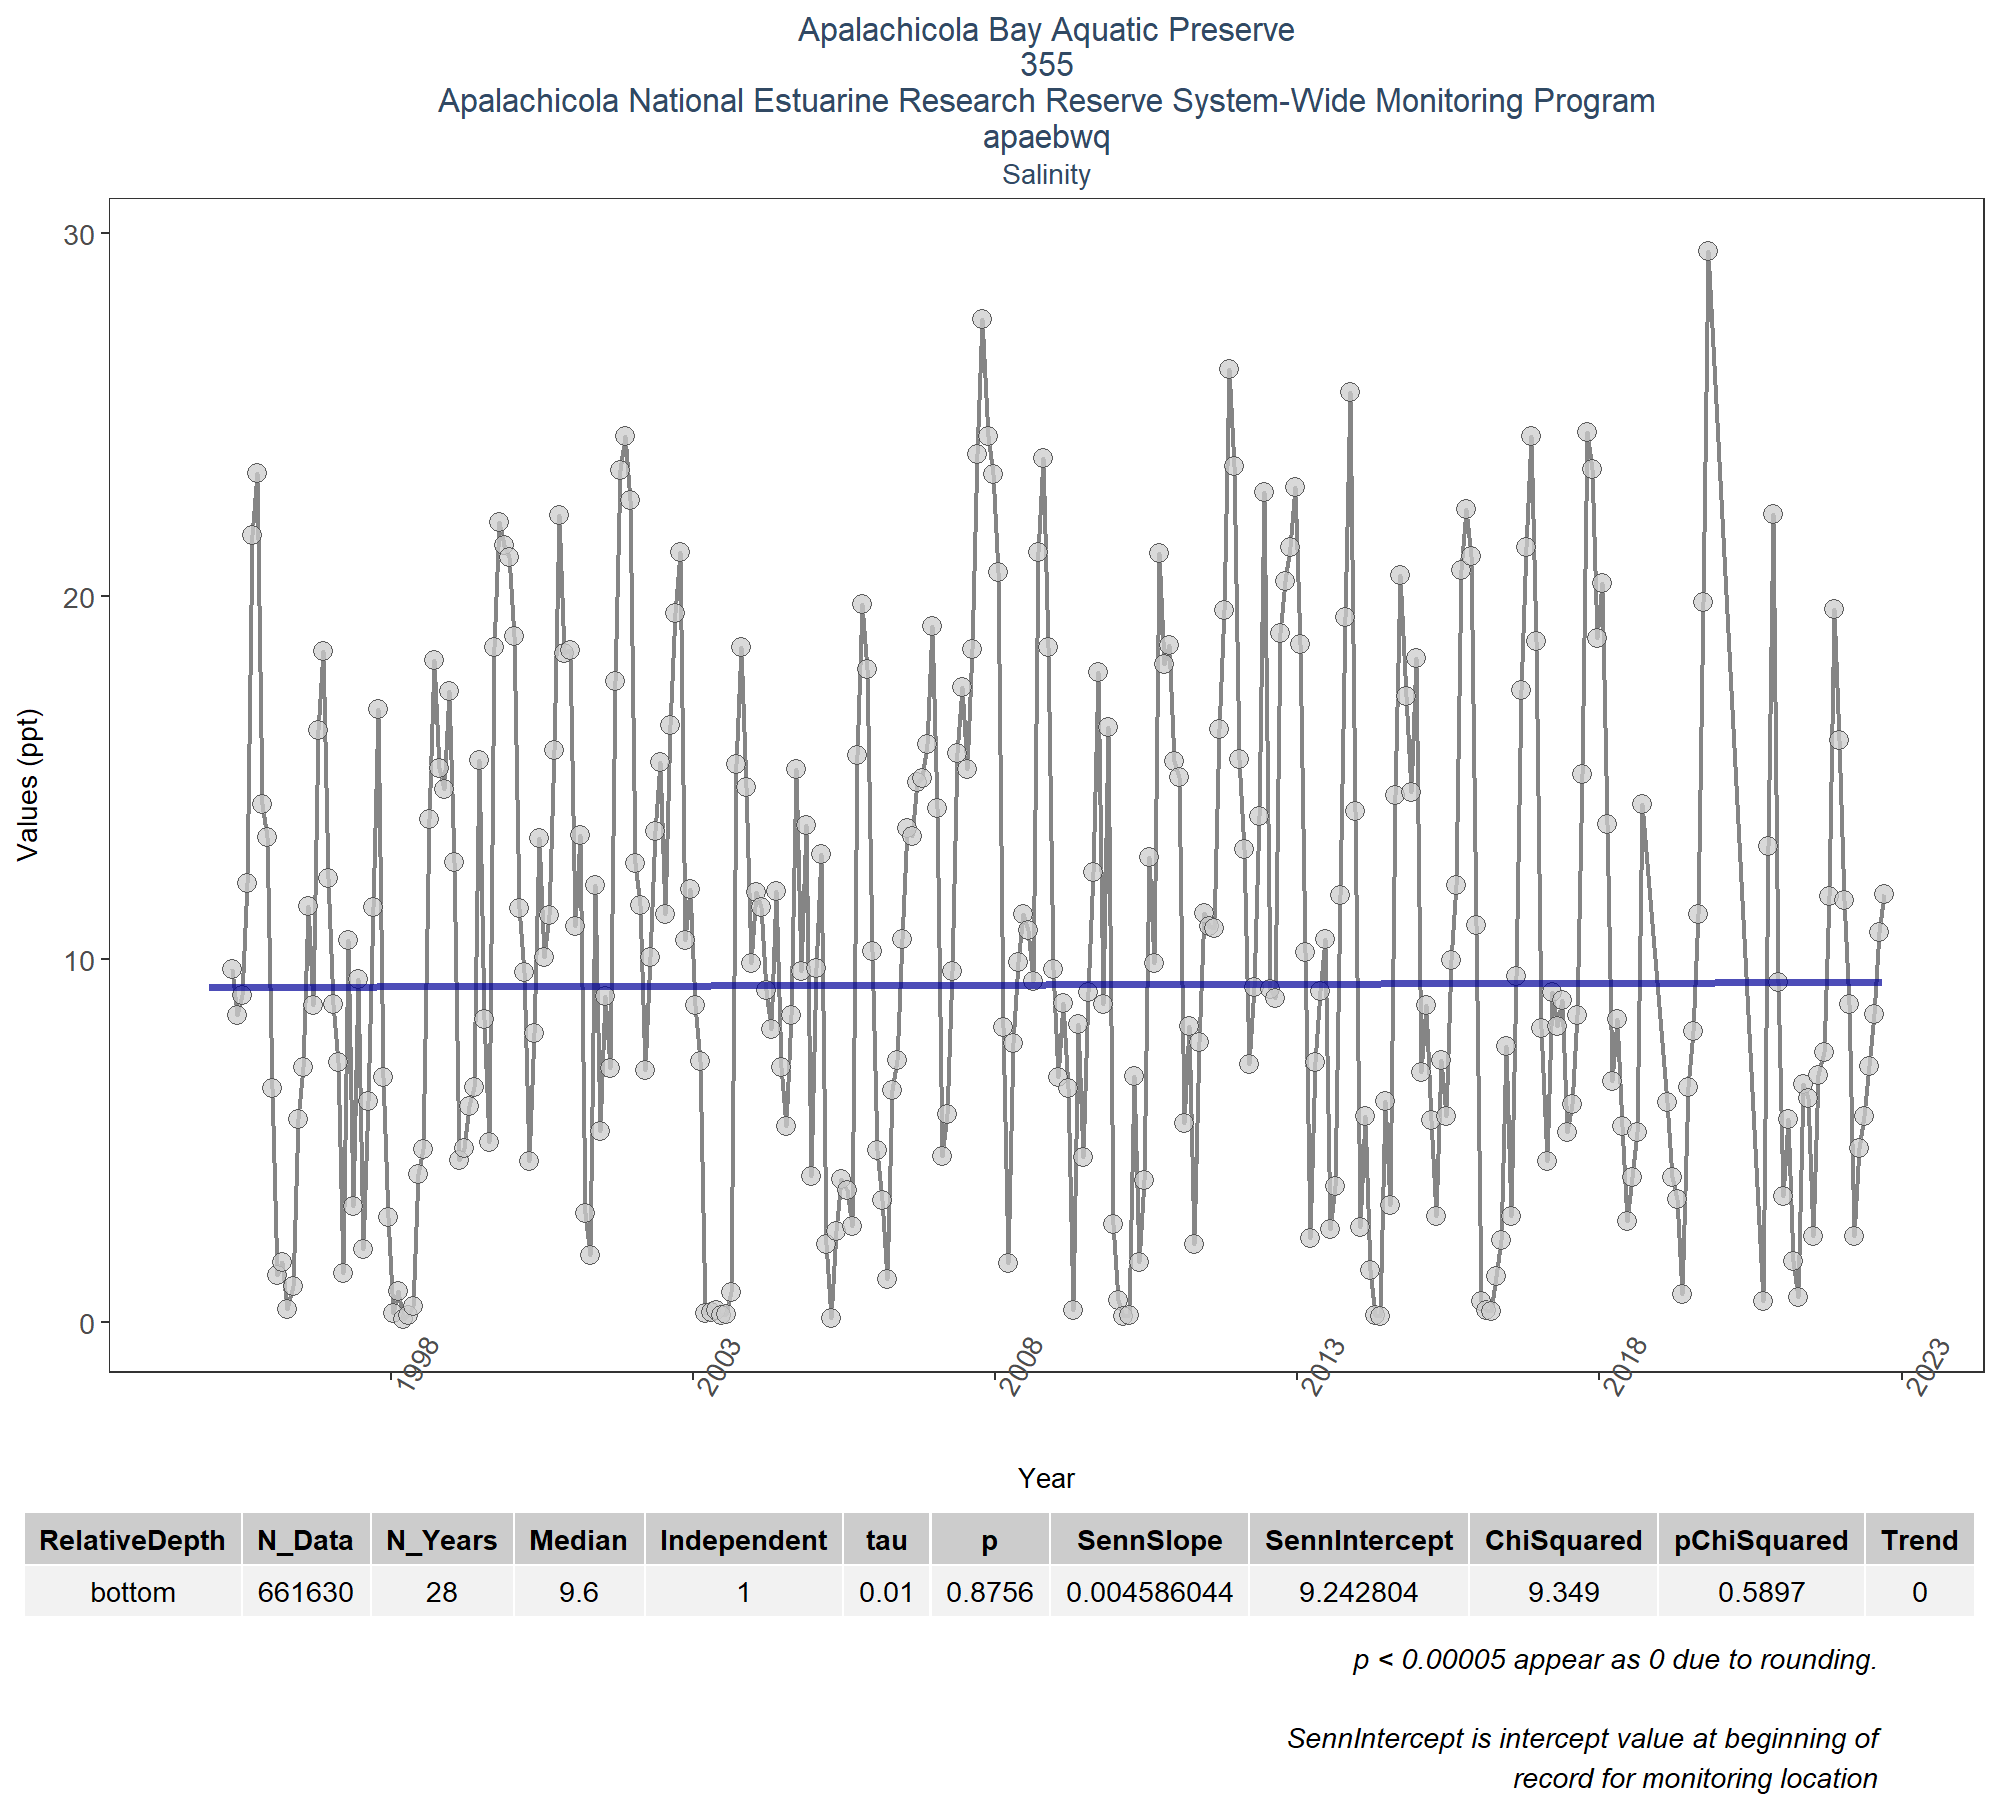 Apalachicola Bay Aquatic Preserve
355
Apalachicola National Estuarine Research Reserve System-Wide Monitoring Program
apaebwq
Salinity
30
20
10
0
Values (ppt)
1998
2003
2008
2013
2018
2023
Year
RelativeDepth N_Data N_Years Median Independent tau p SennSlope SennIntercept ChiSquared pChiSquared Trend
bottom 661630 28 9.6 1 0.01 0.8756 0.004586044 9.242804 9.349 0.5897 0
p < 0.00005 appear as 0 due to rounding.
SennIntercept is intercept value at beginning of
record for monitoring location